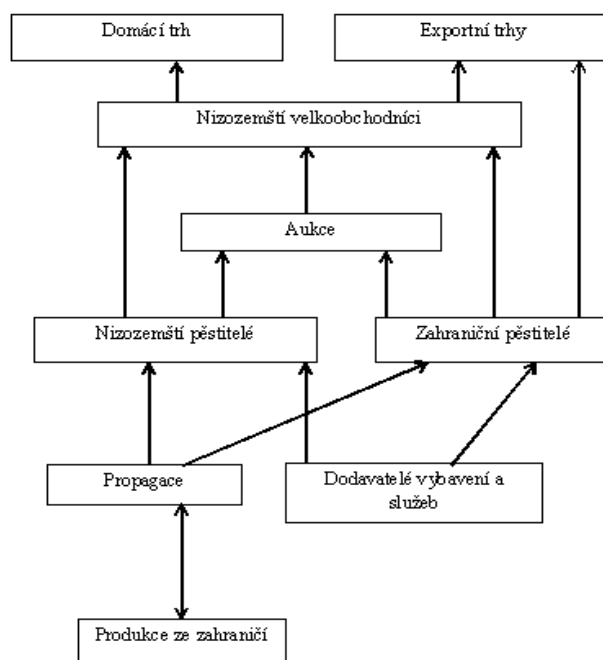 Domácí trh
Exportní trhy
Nizozemští velkoobchodníci
Aukce
Nizozemští pěstitelé
Zahraniční pěstitelé
Propagace
Dodavatelé vybavení a
služeb
Produkce ze zahraničí